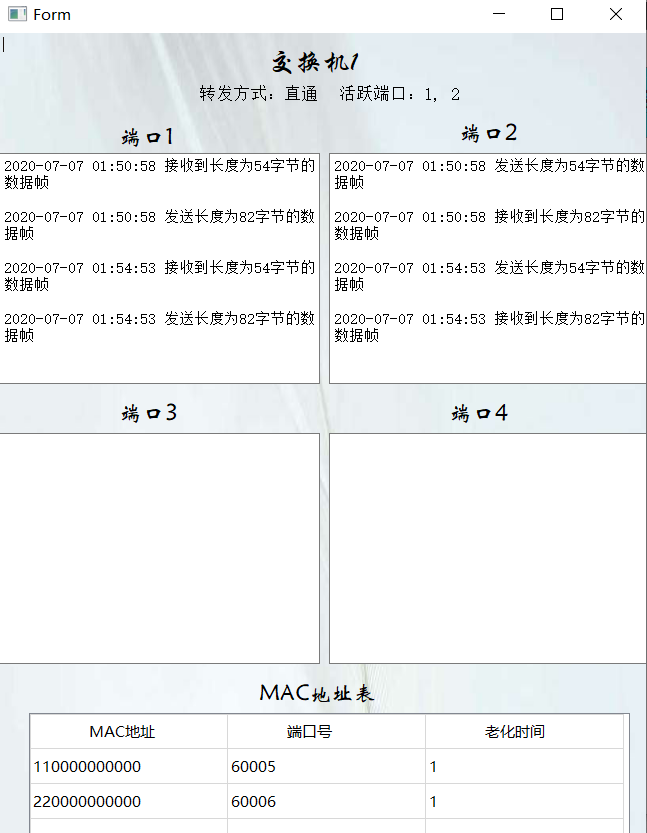 Form
交换机1
转发方式：直通 活跃端口：1, 2
端口1
2020-07-07 01:50:58 接收到长度为54字节的
数据帧
2020-07-07 01:50:58 发送长度为82字节的数
据帧
2020-07-07 01:54:53 接收到长度为54字节的
数据帧
2020-07-07 01:54:53 发送长度为82字节的数
据帧
端口2
2020-07-07 01:50:58 发送长度为54字节的数
据帧
2020-07-07 01:50:58 接收到长度为82字节的
数据帧
2020-07-07 01:54:53 发送长度为54字节的数
据帧
2020-07-07 01:54:53 接收到长度为82字节的
数据帧
端口3
端口4
MAC地址表
MAC地址 端口号 老化时间
110000000000 60005 1
220000000000 60006 1